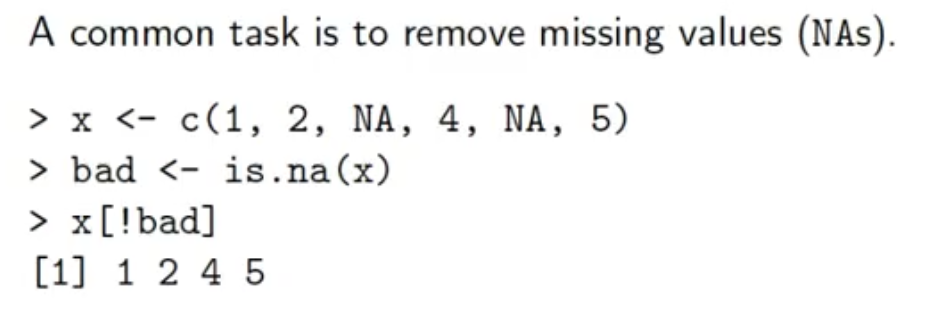 A common task is to remove missing values (NAs).
> x <- c(1, 2, NA, 4, NA, 5)
> bad <- is.na(x)
> x[!bad]
[1] 1 2 4 5